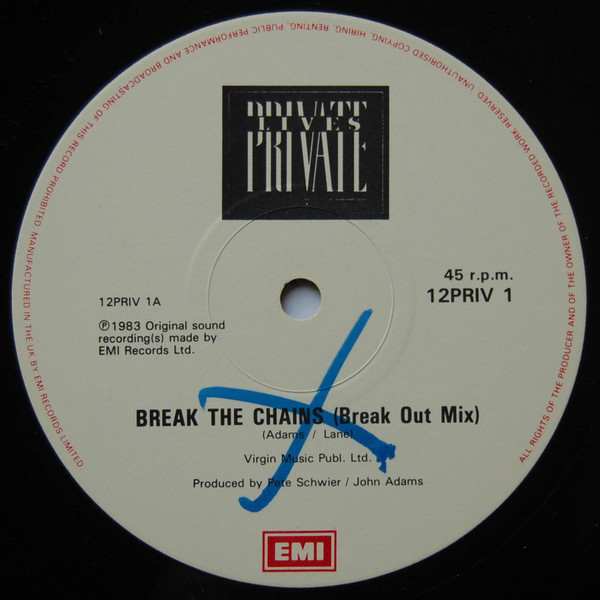 PRIVATE
LIVES
PRIVATE
45 r.p.m.
12PRIV 1
12PRIV 1A
Ⓟ1983 Original sound
recording(s) made by
EMI Records Ltd.
BREAK THE CHAINS (Break Out Mix)
(Adams / Lane)
Virgin Music Publ. Ltd.
Produced by Pete Schwier / John Adams
EMI
ALL RIGHTS OF THE PRODUCER AND OF THE OWNER OF THE RECORDED WORK RESERVED. UNAUTHORISED COPYING, HIRING, RENTING, PUBLIC PERFORMANCE AND BROADCASTING OF THIS RECORD PROHIBITED. MANUFACTURED IN THE UK BY EMI RECORDS LIMITED